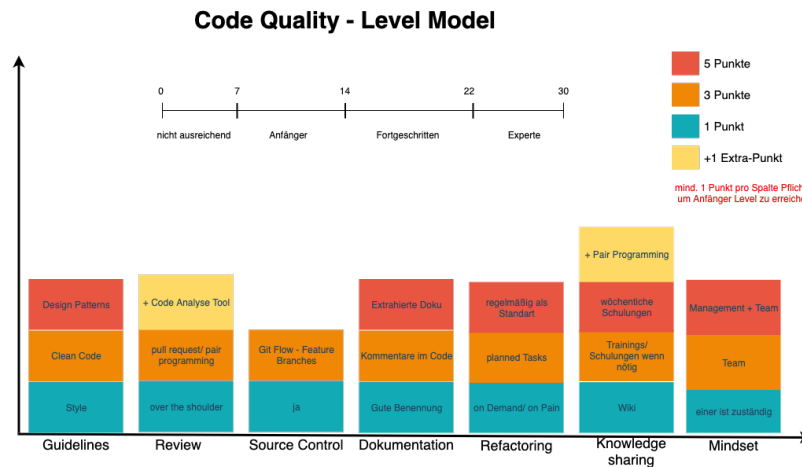 Code Quality - Level Model
0 7 14 22 30
nicht ausreichend Anfänger Fortgeschritten Experte
5 Punkte
3 Punkte
1 Punkt
+1 Extra-Punkt
mind. 1 Punkt pro Spalte Pflich
um Anfänger Level zu erreiche
Design Patterns
Clean Code
Style
Guidelines
+ Code Analyse Tool
pull request/ pair
programming
over the shoulder
Review
Git Flow - Feature
Branches
ja
Source Control
Extrahierte Doku
Kommentare im Code
Gute Benennung
Dokumentation
regelmäßig als
Standart
planned Tasks
on Demand/ on Pain
Refactoring
+ Pair Programming
wöchentliche
Schulungen
Trainings/
Schulungen wenn
nötig
Wiki
Knowledge
sharing
Management + Team
Team
einer ist zuständig
Mindset